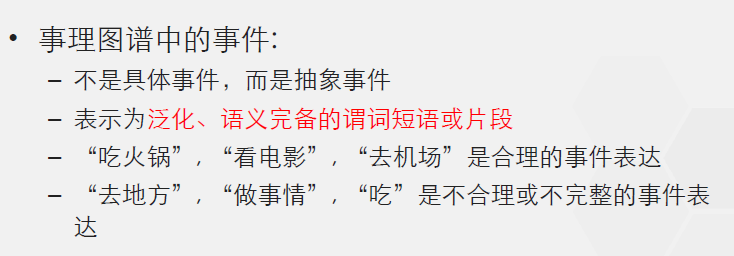 • 事理图谱中的事件:
– 不是具体事件，而是抽象事件
– 表示为泛化、语义完备的谓词短语或片段
– “吃火锅”，“看电影”，“去机场”是合理的事件表达
– “去地方”，“做事情”，“吃”是不合理或不完整的事件表
达